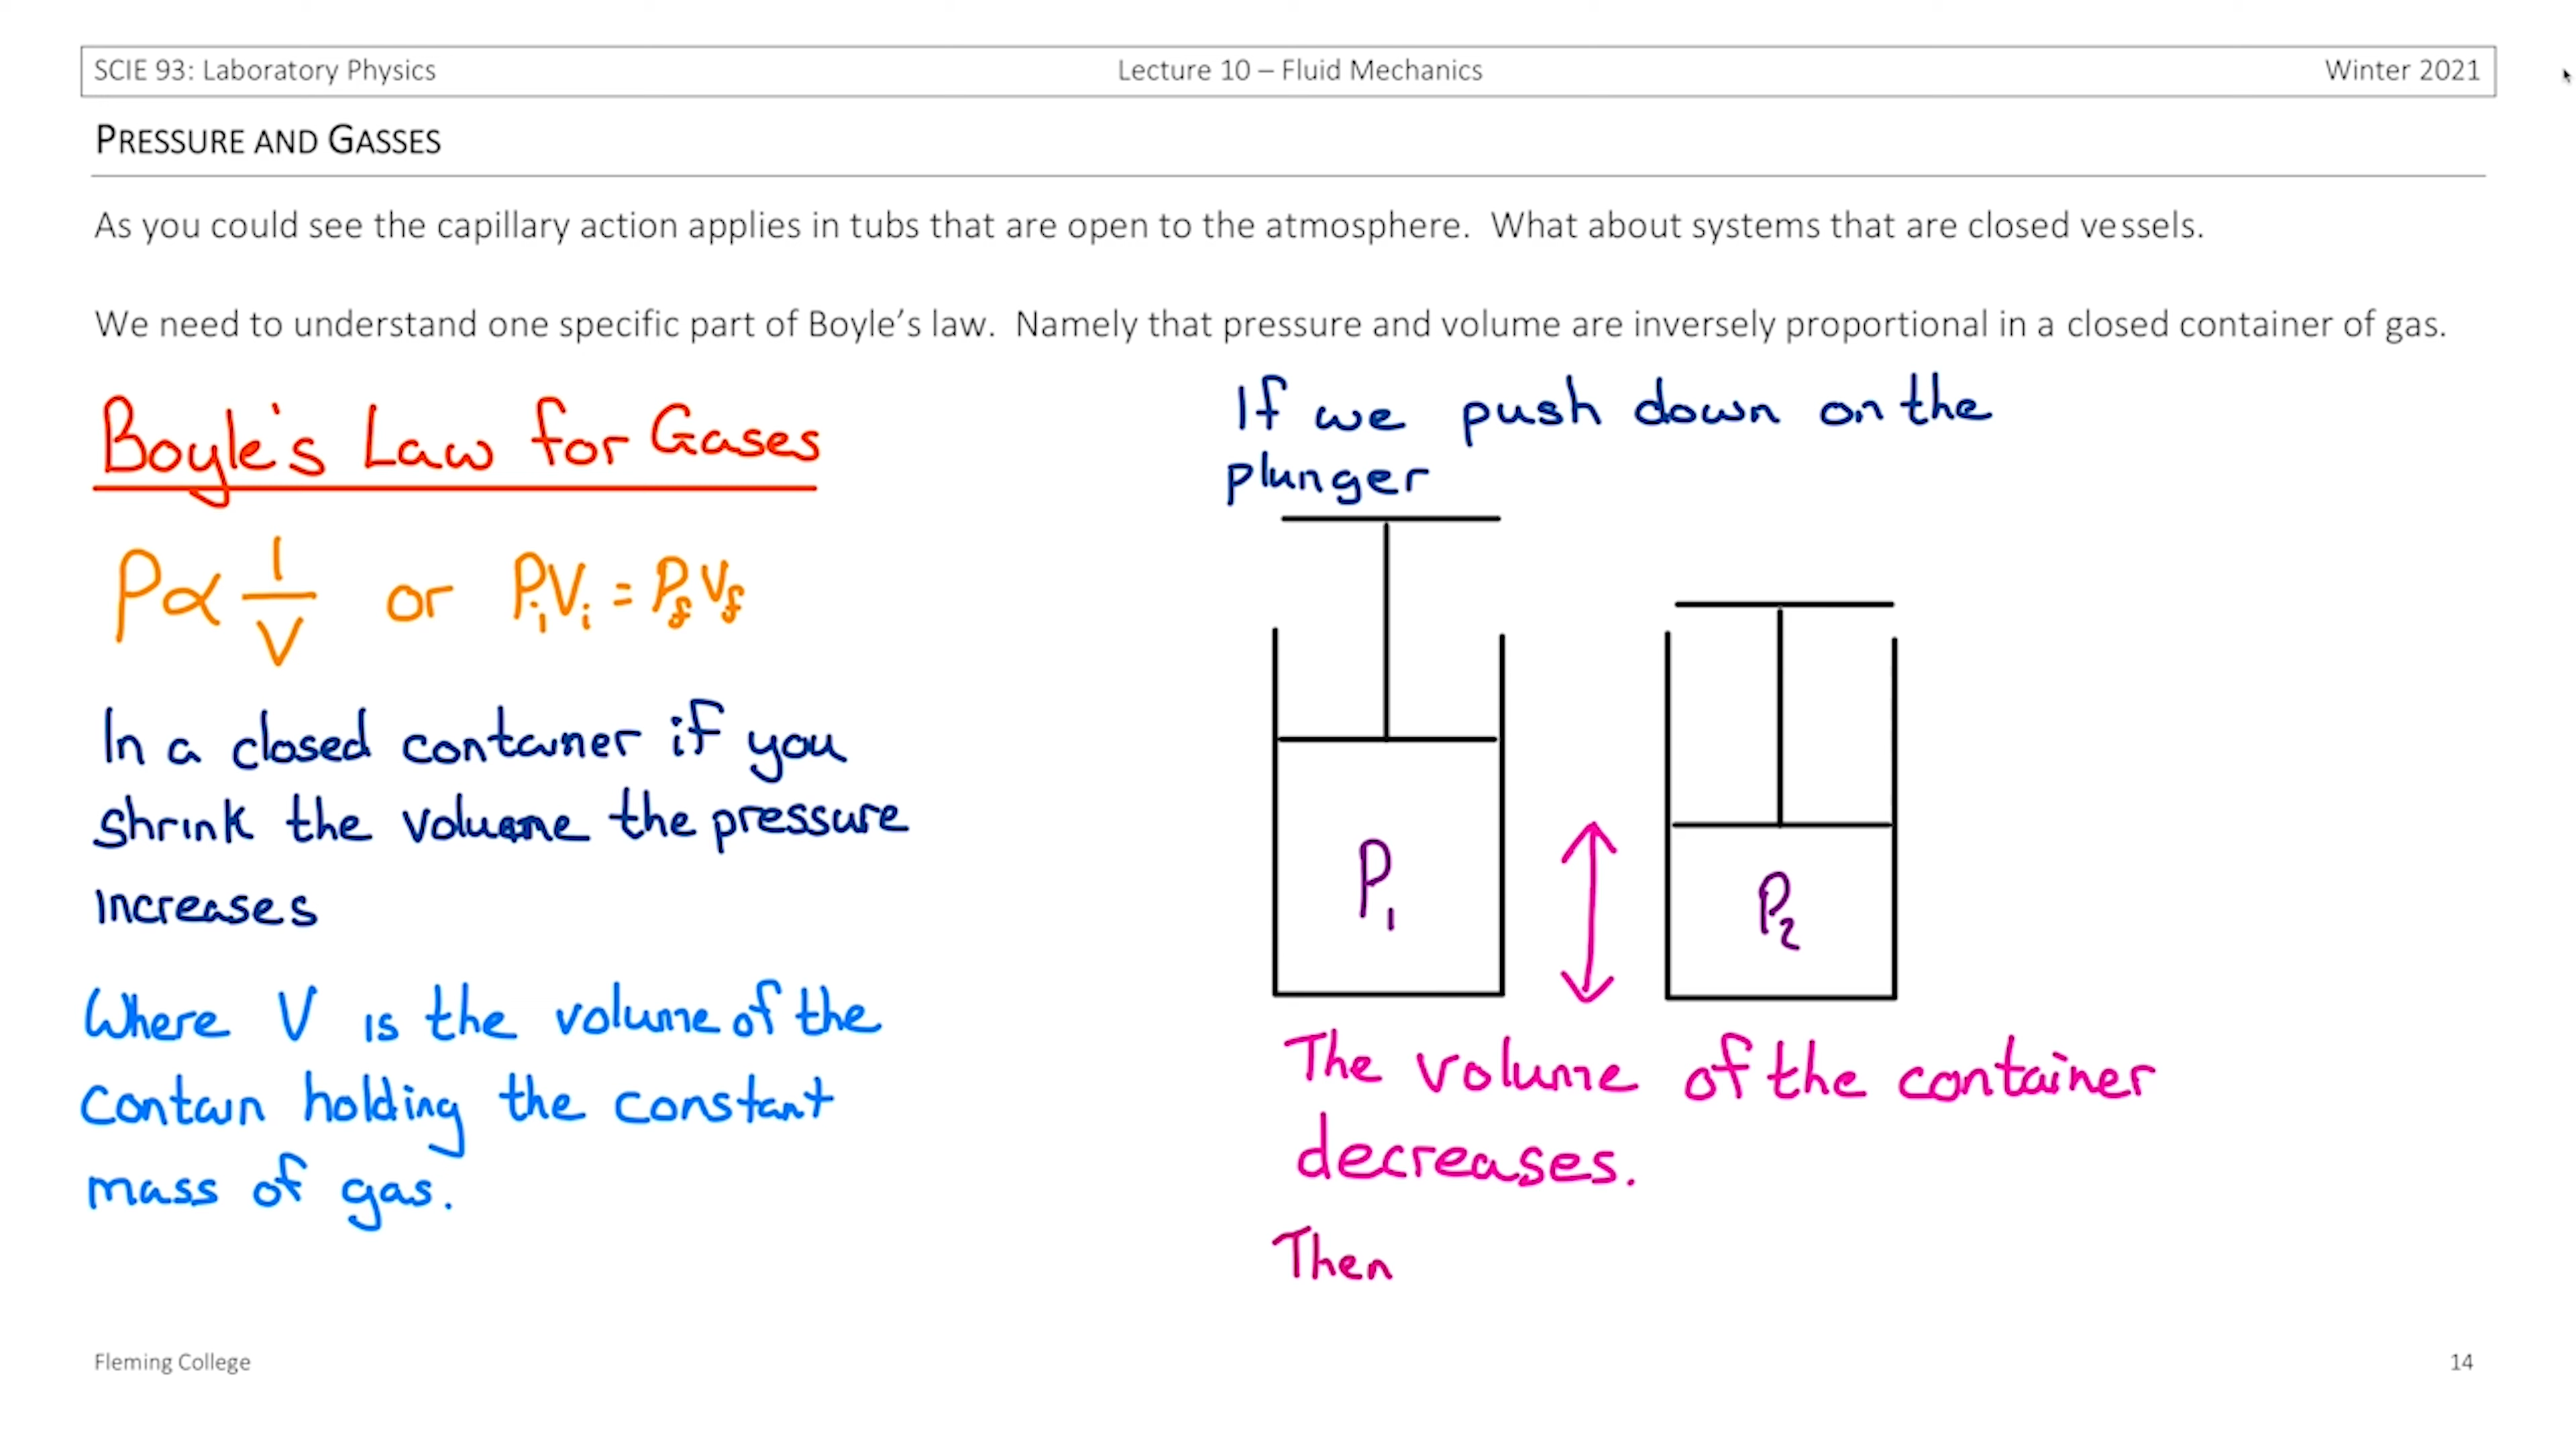 SCIE 93: Laboratory Physics
Lecture 10 – Fluid Mechanics
Winter 2021
PRESSURE AND GASSES
As you could see the capillary action applies in tubs that are open to the atmosphere. What about systems that are closed vessels.
We need to understand one specific part of Boyle's law. Namely that pressure and volume are inversely proportional in a closed container of gas.
Boyle's Law for Gases
P ∝ 1/V or PᵢVᵢ = P_f V_f
In a closed container if you
shrink the volume the pressure
increases
Where V is the volume of the
contain holding the constant
mass of gas.
If we push down on the
plunger
P₁
P₂
The volume of the container
decreases.
Then
Fleming College
14